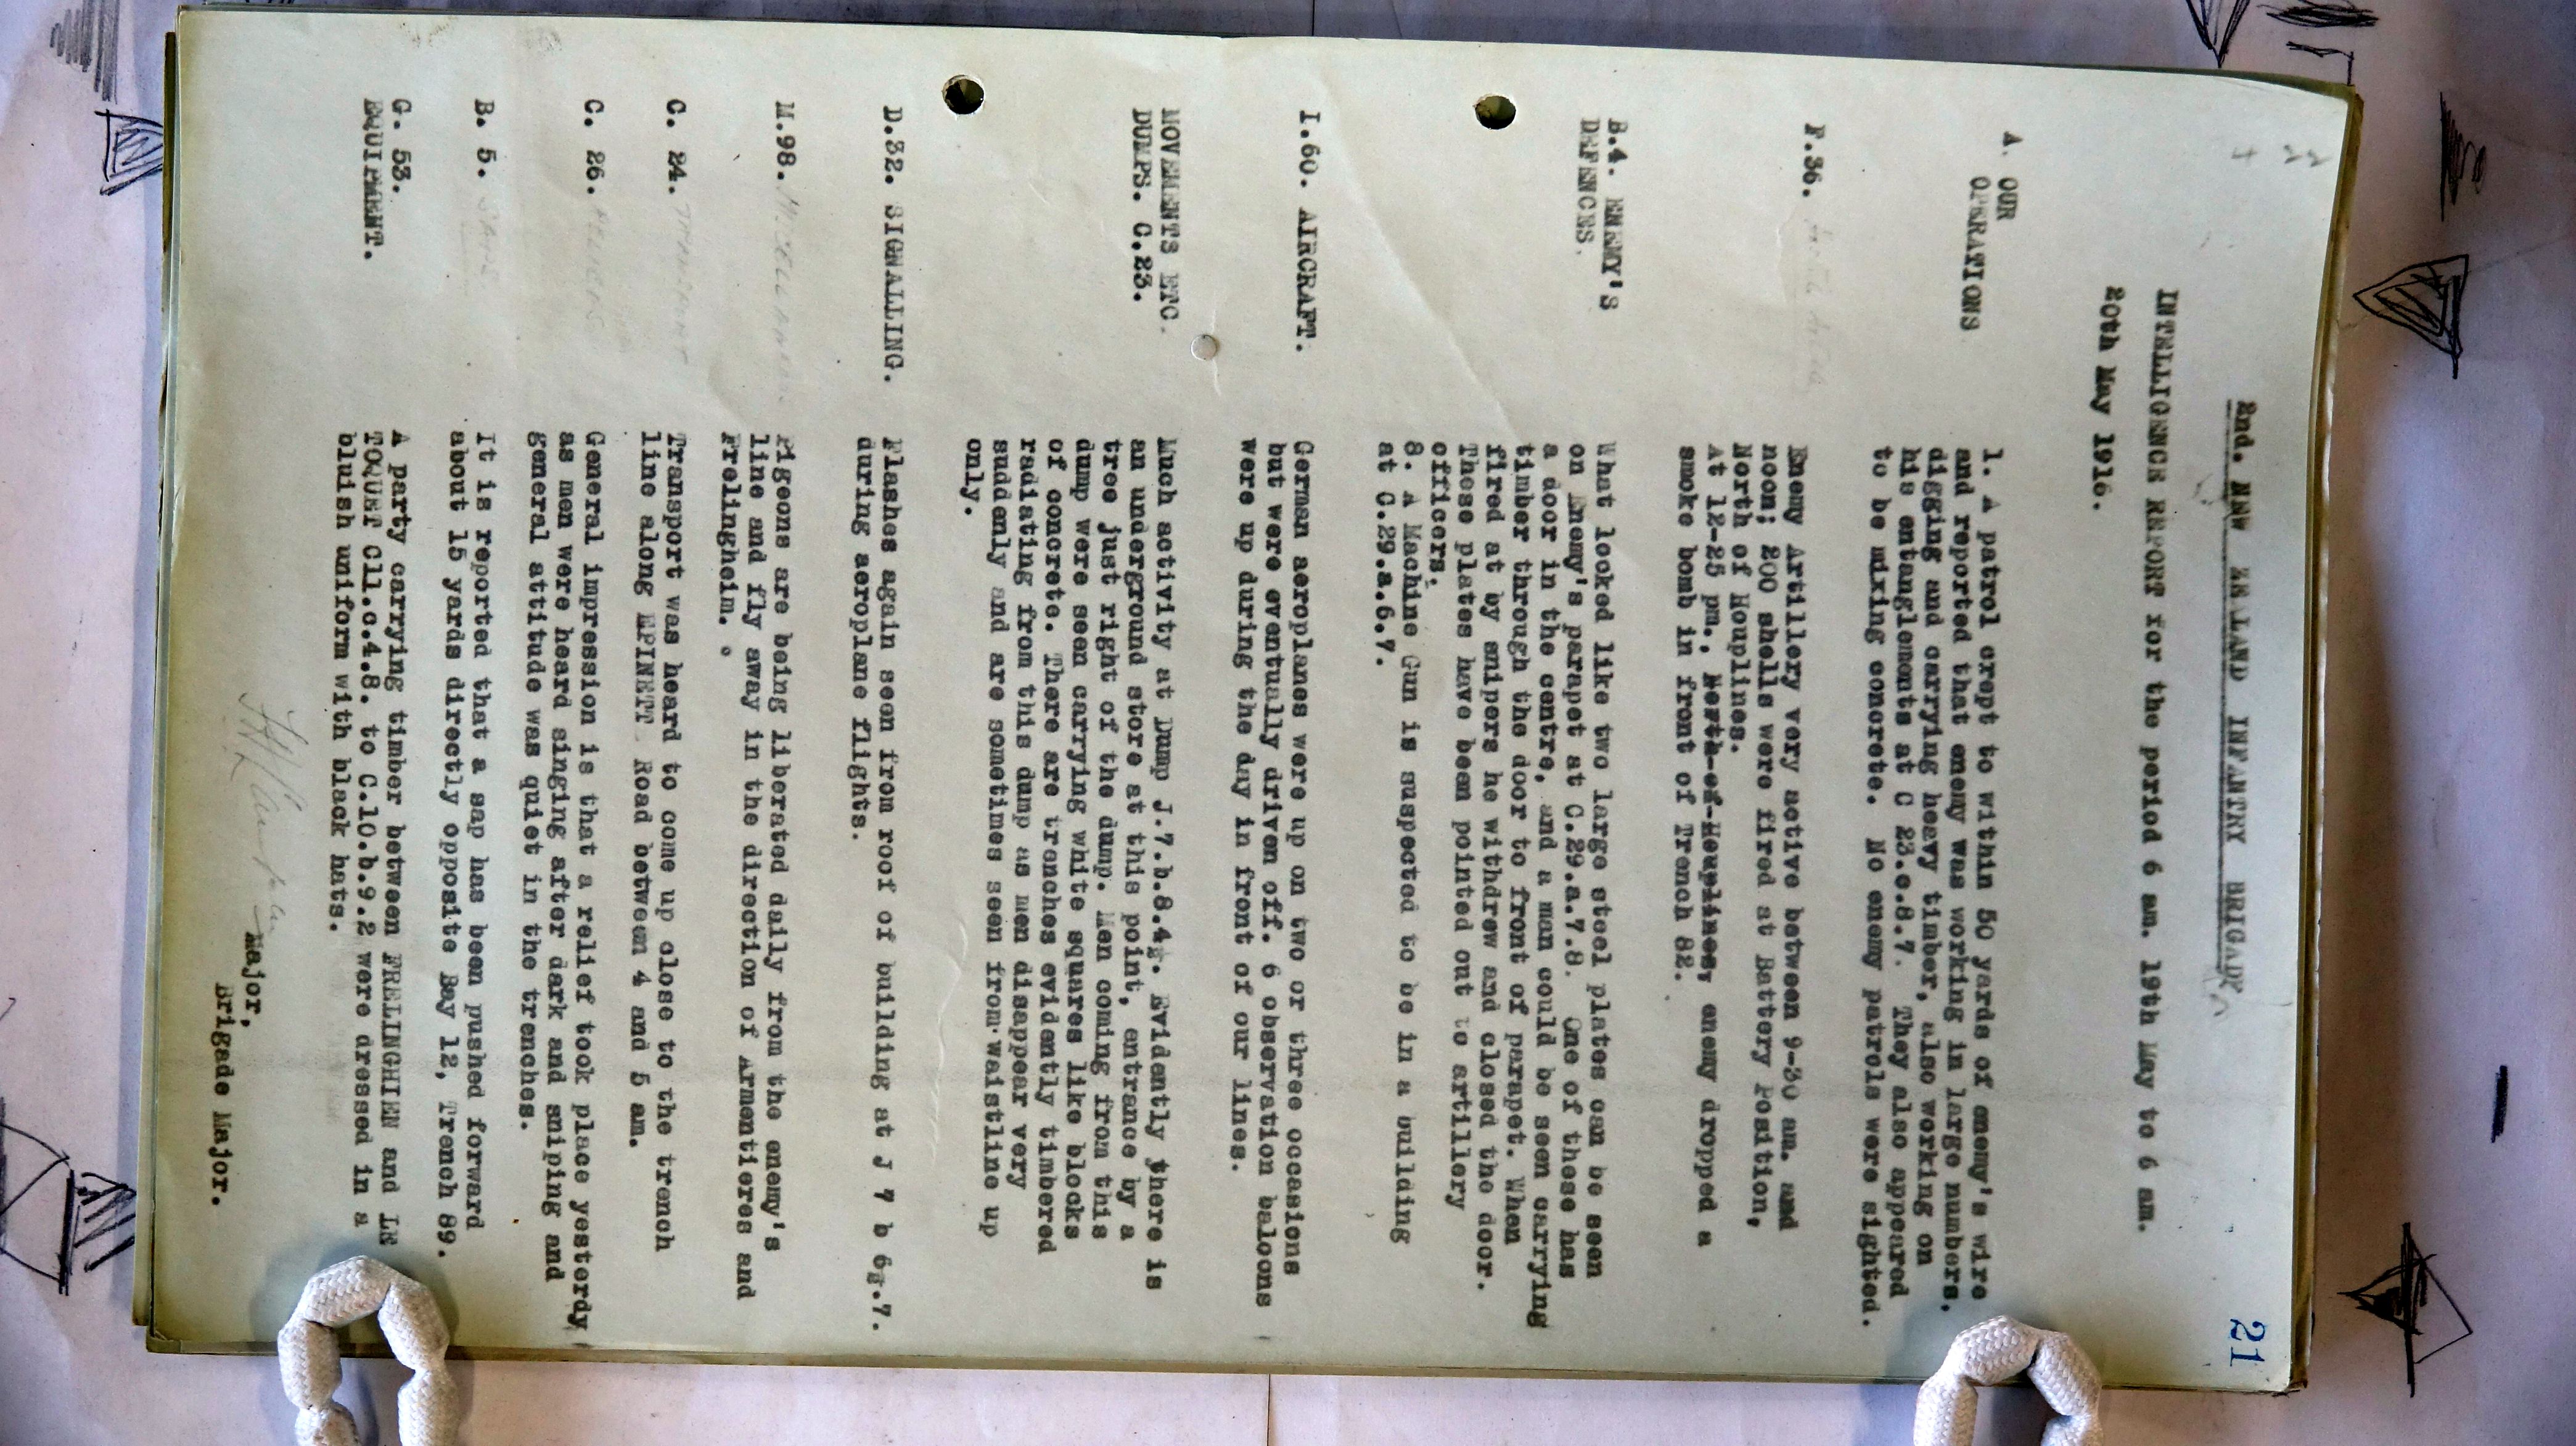 21
2nd. NEW ZEALAND INFANTRY BRIGADE
INTELLIGENCE REPORT for the period 6 am. 19th May to 6 am.
20th May 1916.
A. OUR
OPERATIONS
1. A patrol crept to within 50 yards of enemy's wire
and reported that enemy was working in large numbers.
digging and carrying heavy timber, also working on
his entanglements at C 23.c.8.7. They also appeared
to be mixing concrete. No enemy patrols were sighted.
F.36.
Enemy Artillery very active between 9-30 am. and
noon; 200 shells were fired at Battery Position,
North of Houplines.
At 12-25 pm., North of Houplines, enemy dropped a
smoke bomb in front of Trench 82.
B.4. ENEMY'S
DEFENCES.
What looked like two large steel plates can be seen
on Enemy's parapet at C.29.a.7.8. One of these has
a door in the centre, and a man could be seen carrying
timber through the door to front of parapet. When
fired at by snipers he withdrew and closed the door.
These plates have been pointed out to artillery
officers.
8. A Machine Gun is suspected to be in a building
at C.29.a.6.7.
I.60. AIRCRAFT.
German aeroplanes were up on two or three occasions
but were eventually driven off. 6 observation baloons
were up during the day in front of our lines.
MOVEMENTS ETC.
DUMPS. C.23.
Much activity at Dump J.7.b.8.4½. Evidently there is
an underground store at this point, entrance by a
tree just right of the dump. Men coming from this
dump were seen carrying white squares like blocks
of concrete. There are trenches evidently timbered
radiating from this dump as men disappear very
suddenly and are sometimes seen from waistline up
only.
D.32. SIGNALLING.
Flashes again seen from roof of building at J 7 b 6½.7.
during aeroplane flights.
M.98.
Pigeons are being liberated daily from the enemy's
line and fly away in the direction of Armentieres and
Frelingheim.
C. 24. TRANSPORT
Transport was heard to come up close to the trench
line along EPINETT Road between 4 and 5 am.
C. 26. RELIEFS
General impression is that a relief took place yesterdy
as men were heard singing after dark and sniping and
general attitude was quiet in the trenches.
B. 5. SAPS
It is reported that a sap has been pushed forward
about 15 yards directly opposite Bay 12, Trench 89.
G. 53.
EQUIPMENT.
A party carrying timber between FRELINGHIEN and LE
TOQUET C11.c.4.8. to C.10.b.9.2 were dressed in a
bluish uniform with black hats.
Major,
Brigade Major.